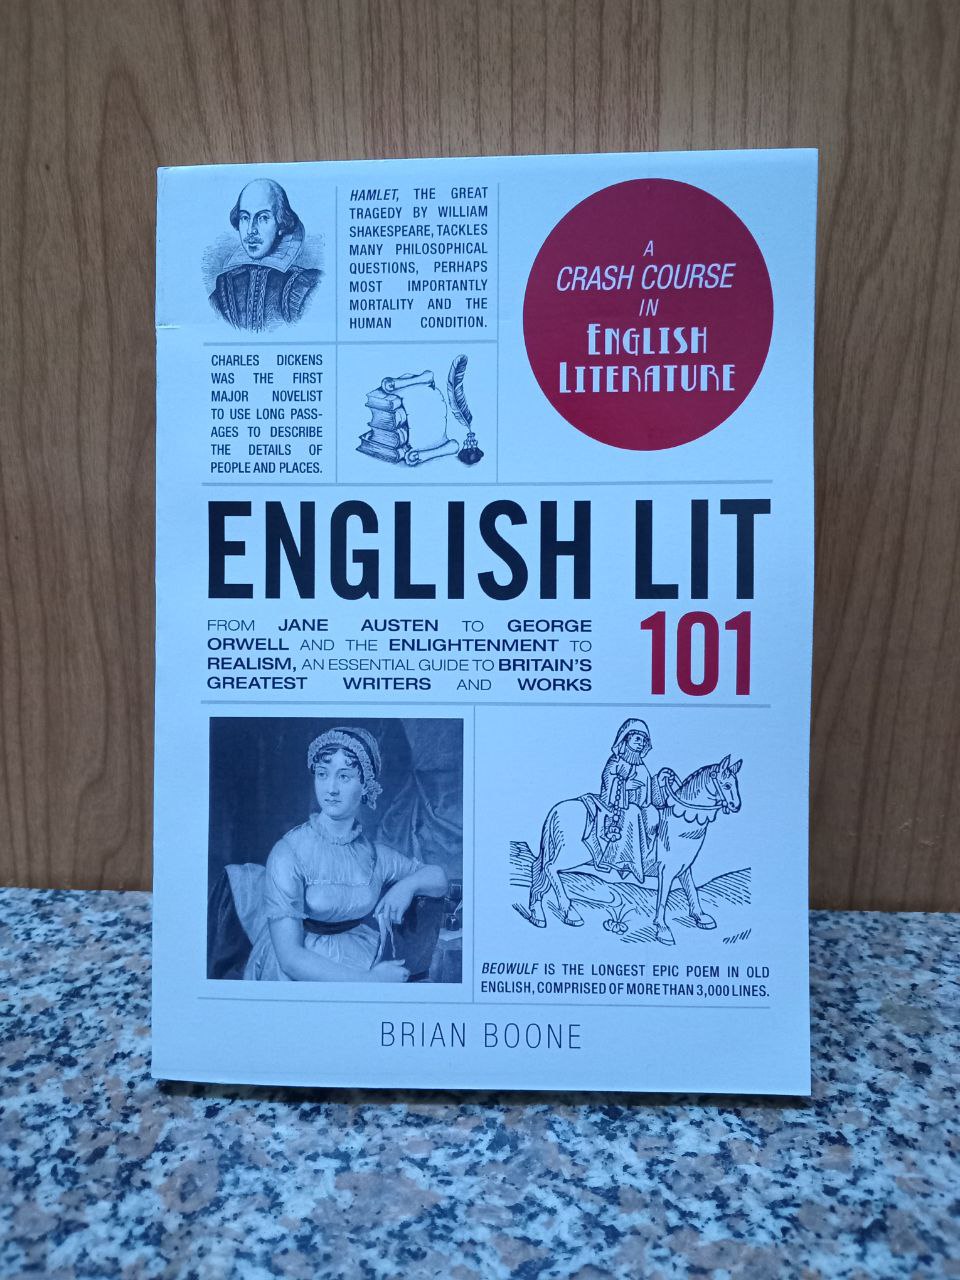 HAMLET, THE GREAT
TRAGEDY BY WILLIAM
SHAKESPEARE, TACKLES
MANY PHILOSOPHICAL
QUESTIONS, PERHAPS
MOST IMPORTANTLY
MORTALITY AND THE
HUMAN CONDITION.
A
CRASH COURSE
IN
ENGLISH
LITERATURE
CHARLES DICKENS
WAS THE FIRST
MAJOR NOVELIST
TO USE LONG PASS-
AGES TO DESCRIBE
THE DETAILS OF
PEOPLE AND PLACES.
ENGLISH LIT
101
FROM JANE AUSTEN TO GEORGE
ORWELL AND THE ENLIGHTENMENT TO
REALISM, AN ESSENTIAL GUIDE TO BRITAIN'S
GREATEST WRITERS AND WORKS
BEOWULF IS THE LONGEST EPIC POEM IN OLD
ENGLISH, COMPRISED OF MORE THAN 3,000 LINES.
BRIAN BOONE